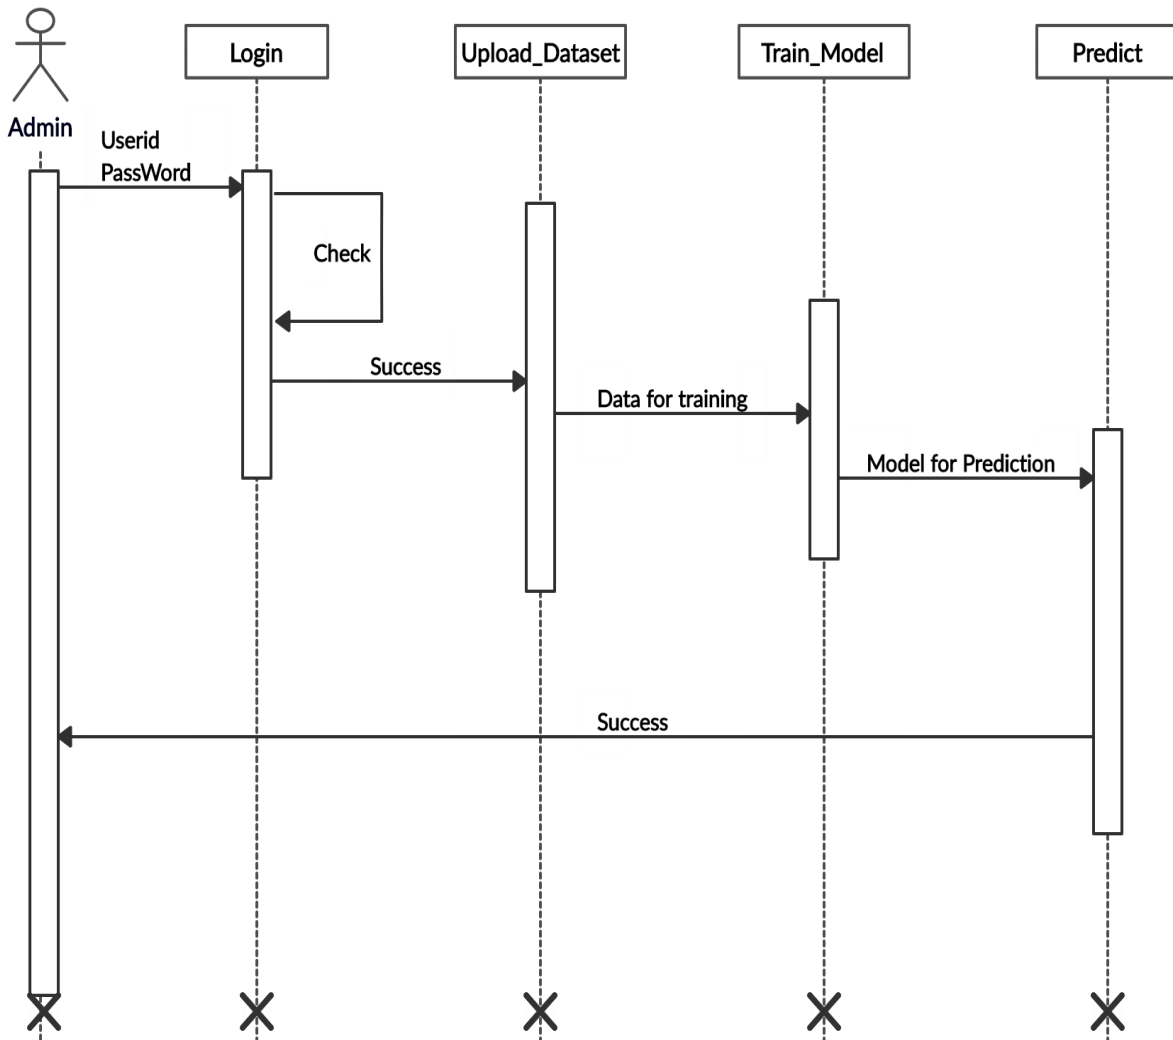 Login
Upload_Dataset
Train_Model
Predict
Admin
Userid
PassWord
Check
Success
Data for training
Model for Prediction
Success